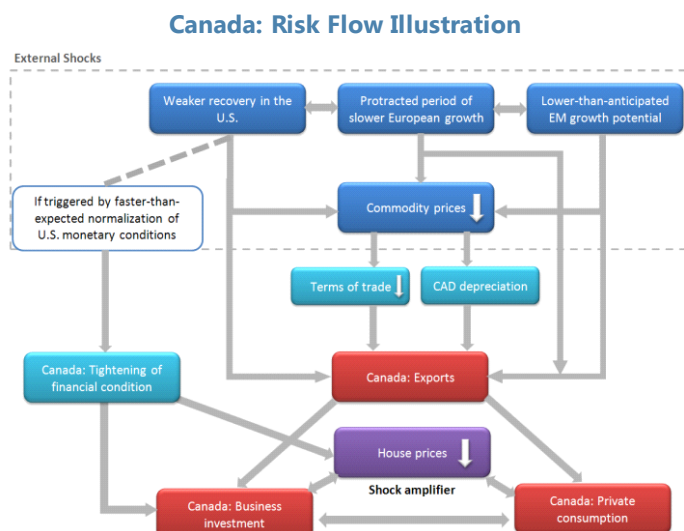 Canada: Risk Flow Illustration
External Shocks
Weaker recovery in the
U.S.
Protracted period of
slower European growth
Lower-than-anticipated
EM growth potential
If triggered by faster-than-
expected normalization of
U.S. monetary conditions
Commodity prices
Terms of trade
CAD depreciation
Canada: Tightening of
financial condition
Canada: Exports
House prices
Shock amplifier
Canada: Business
investment
Canada: Private
consumption